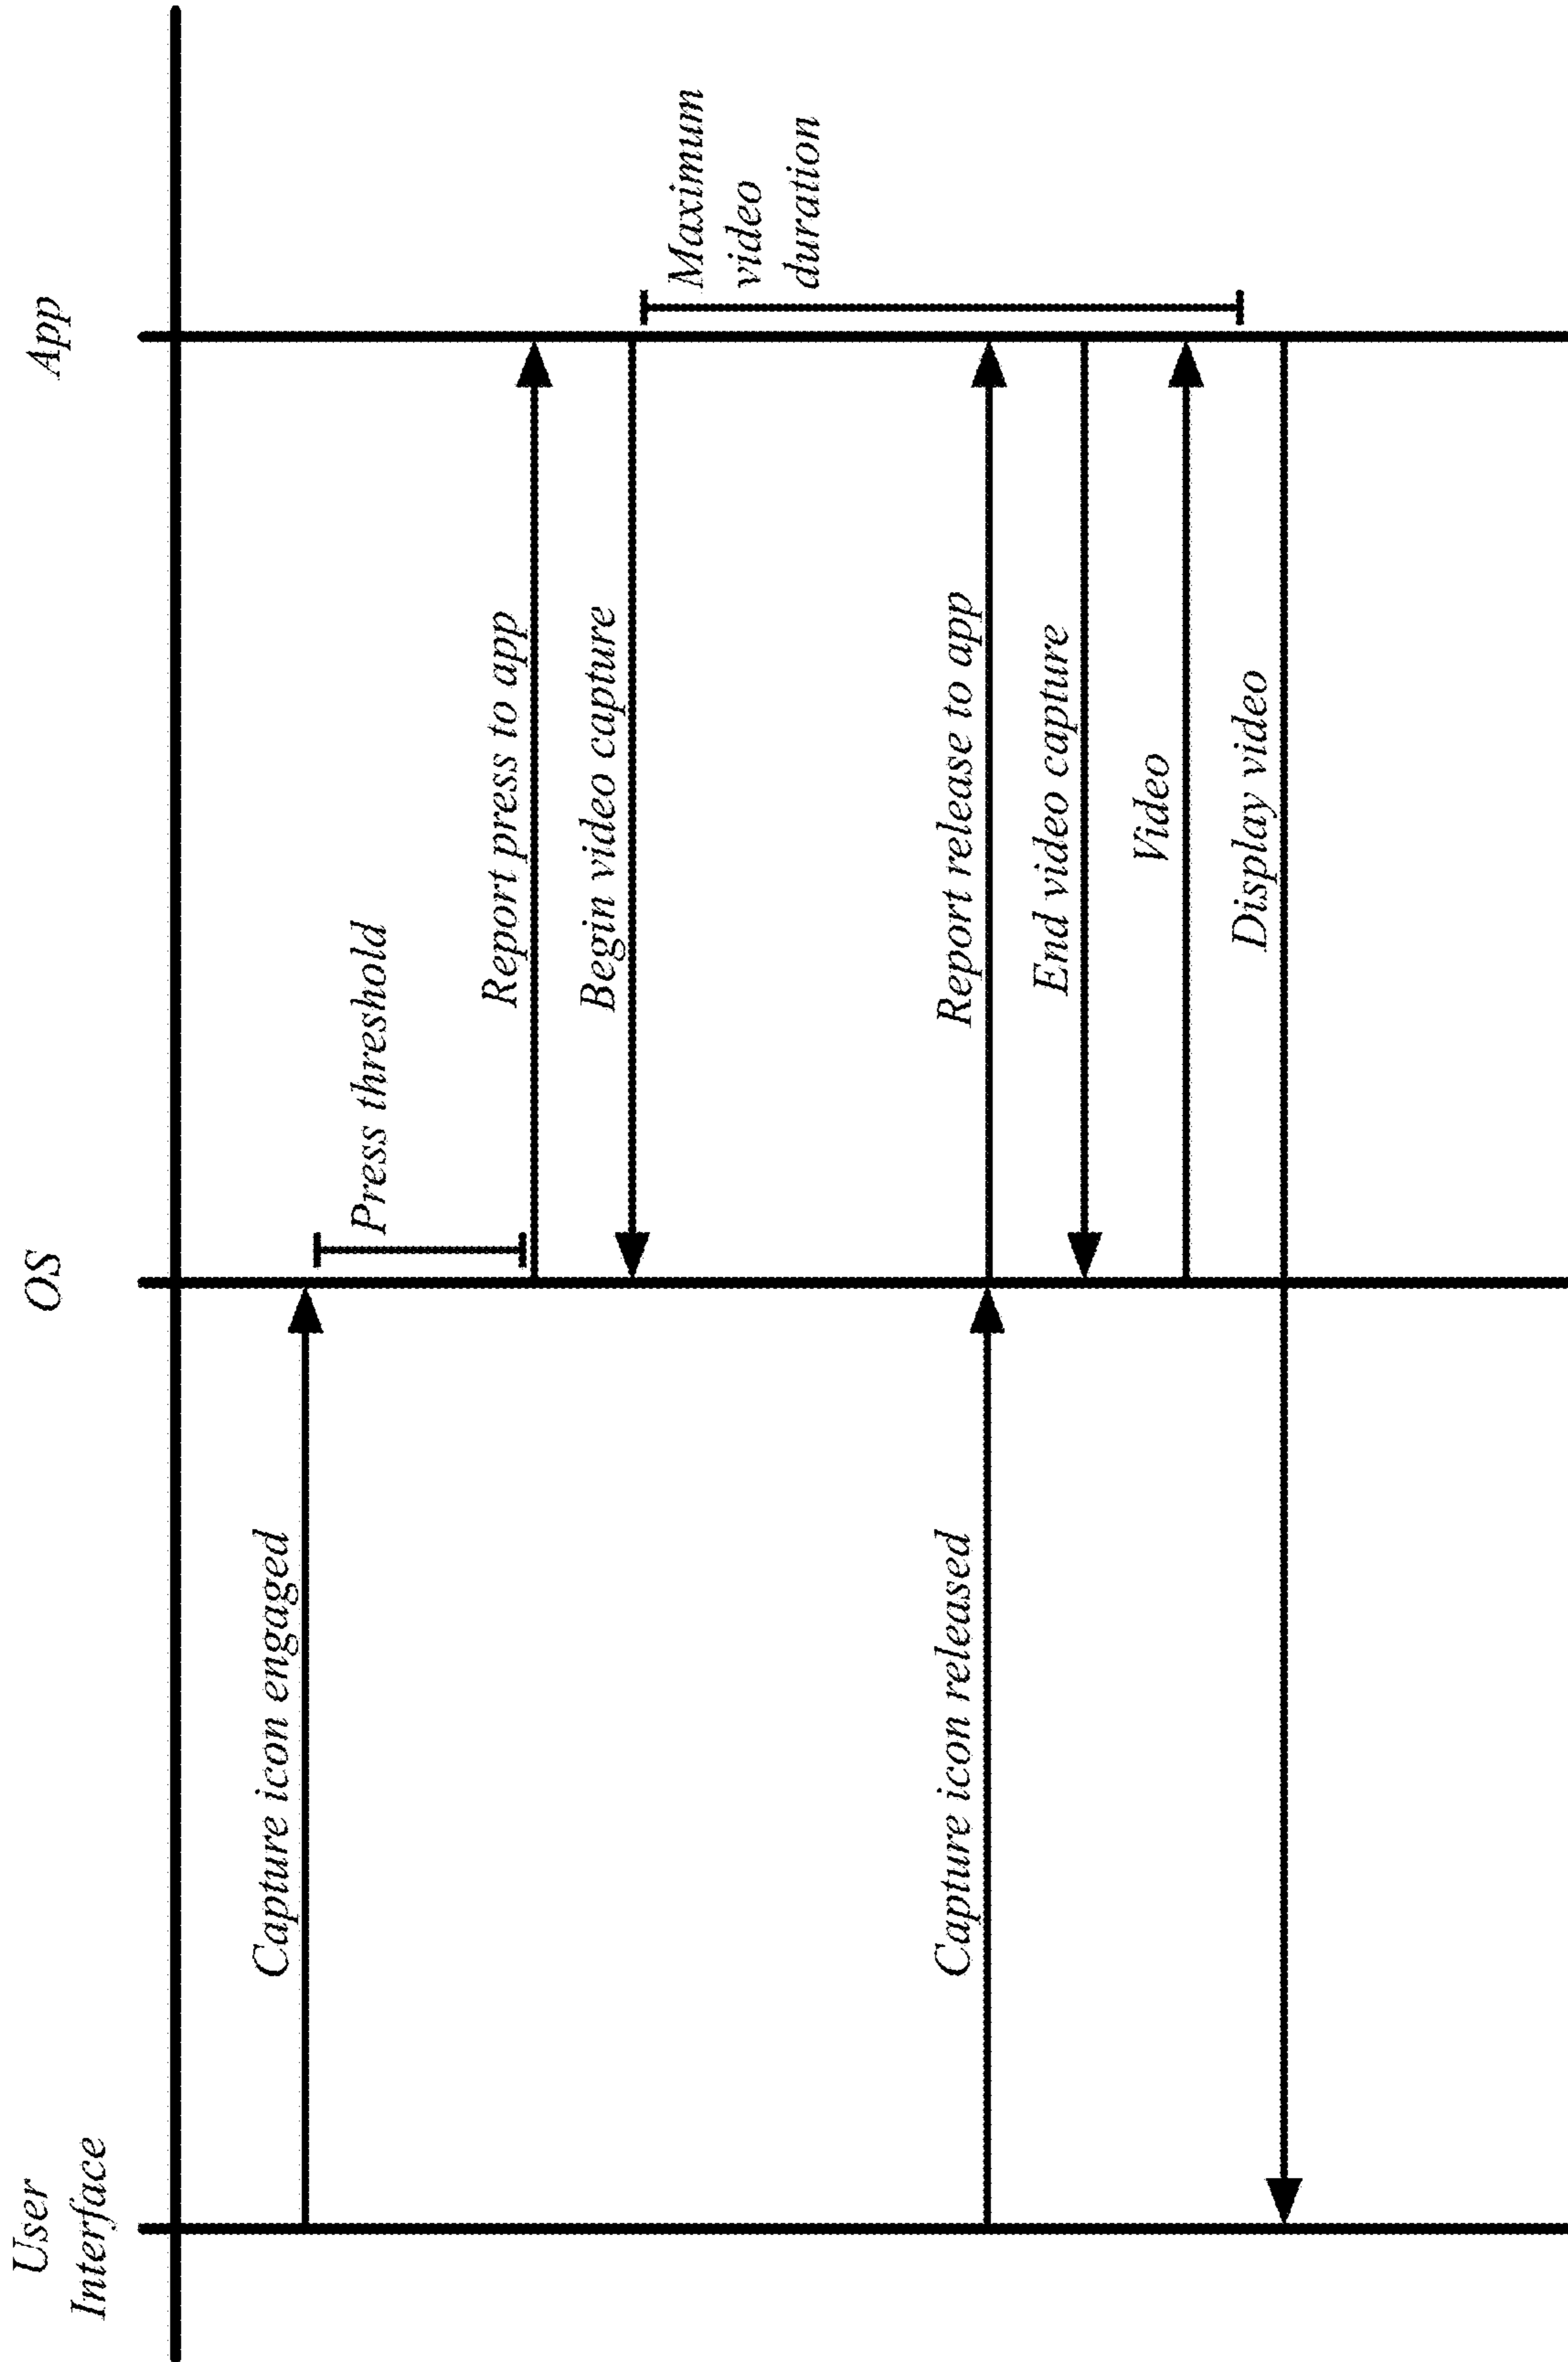 User
Interface
OS
App
Capture icon engaged
Press threshold
Report press to app
Begin video capture
Maximum
video
duration
Capture icon released
Report release to app
End video capture
Video
Display video